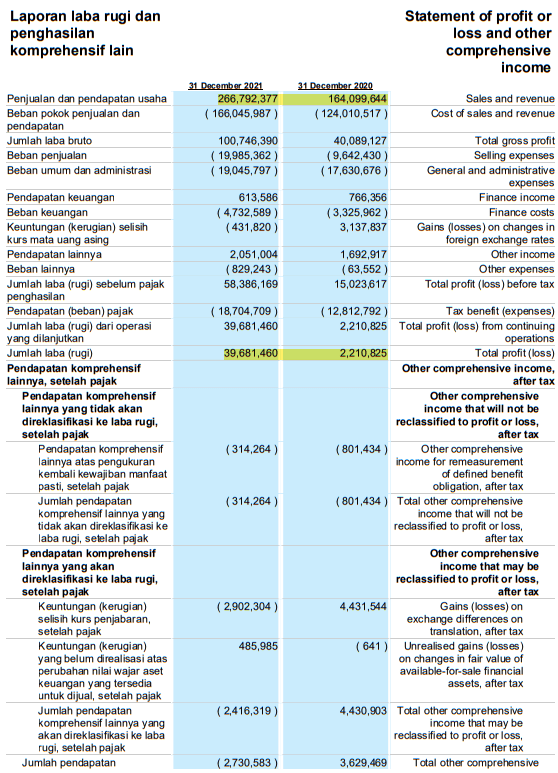 Laporan laba rugi dan
penghasilan
komprehensif lain
Statement of profit or
loss and other
comprehensive
income
31 December 2021 31 December 2020
Penjualan dan pendapatan usaha 266,792,377 164,099,644 Sales and revenue
Beban pokok penjualan dan ( 166,045,987 ) ( 124,010,517 ) Cost of sales and revenue
pendapatan
Jumlah laba bruto 100,746,390 40,089,127 Total gross profit
Beban penjualan ( 19,985,362 ) ( 9,642,430 ) Selling expenses
Beban umum dan administrasi ( 19,045,797 ) ( 17,630,676 ) General and administrative
expenses
Pendapatan keuangan 613,586 766,356 Finance income
Beban keuangan ( 4,732,589 ) ( 3,325,962 ) Finance costs
Keuntungan (kerugian) selisih ( 431,820 ) 3,137,837 Gains (losses) on changes in
kurs mata uang asing foreign exchange rates
Pendapatan lainnya 2,051,004 1,692,917 Other income
Beban lainnya ( 829,243 ) ( 63,552 ) Other expenses
Jumlah laba (rugi) sebelum pajak 58,386,169 15,023,617 Total profit (loss) before tax
penghasilan
Pendapatan (beban) pajak ( 18,704,709 ) ( 12,812,792 ) Tax benefit (expenses)
Jumlah laba (rugi) dari operasi 39,681,460 2,210,825 Total profit (loss) from continuing
yang dilanjutkan operations
Jumlah laba (rugi) 39,681,460 2,210,825 Total profit (loss)
Pendapatan komprehensif Other comprehensive income,
lainnya, setelah pajak after tax
Pendapatan komprehensif Other comprehensive
lainnya yang tidak akan income that will not be
direklasifikasi ke laba rugi, reclassified to profit or loss,
setelah pajak after tax
Pendapatan komprehensif ( 314,264 ) ( 801,434 ) Other comprehensive
lainnya atas pengukuran income for remeasurement
kembali kewajiban manfaat of defined benefit
pasti, setelah pajak obligation, after tax
Jumlah pendapatan ( 314,264 ) ( 801,434 ) Total other comprehensive
komprehensif lainnya yang income that will not be
tidak akan direklasifikasi ke reclassified to profit or loss,
laba rugi, setelah pajak after tax
Pendapatan komprehensif Other comprehensive
lainnya yang akan income that may be
direklasifikasi ke laba rugi, reclassified to profit or loss,
setelah pajak after tax
Keuntungan (kerugian) ( 2,902,304 ) 4,431,544 Gains (losses) on
selisih kurs penjabaran, exchange differences on
setelah pajak translation, after tax
Keuntungan (kerugian) 485,985 ( 641 ) Unrealised gains (losses)
yang belum direalisasi atas on changes in fair value of
perubahan nilai wajar aset available-for-sale financial
keuangan yang tersedia assets, after tax
untuk dijual, setelah pajak
Jumlah pendapatan ( 2,416,319 ) 4,430,903 Total other comprehensive
komprehensif lainnya yang income that may be
akan direklasifikasi ke laba reclassified to profit or loss,
rugi, setelah pajak after tax
Jumlah pendapatan ( 2,730,583 ) 3,629,469 Total other comprehensive